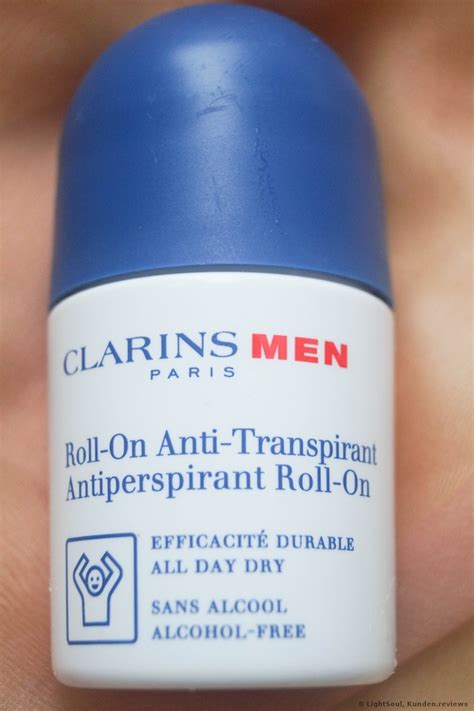 CLARINS MEN
PARIS
Roll-On Anti-Transpirant
Antiperspirant Roll-On
EFFICACITÉ DURABLE
ALL DAY DRY
SANS ALCOOL
ALCOHOL-FREE
© LightSoul, Kunden.reviews